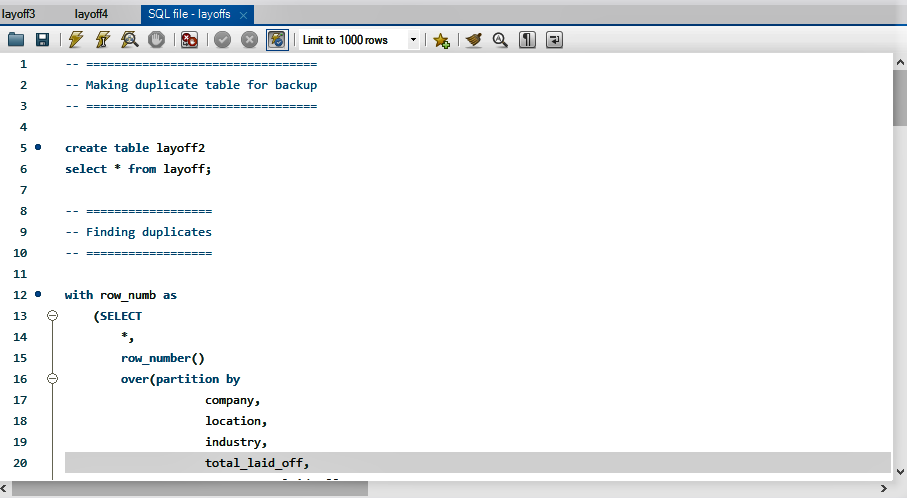 layoff3 layoff4 SQL file - layoffs
Limit to 1000 rows
1 -- =================================
2 -- Making duplicate table for backup
3 -- =================================
4
5 create table layoff2
6 select * from layoff;
7
8 -- ==================
9 -- Finding duplicates
10 -- ==================
11
12 with row_numb as
13 (SELECT
14 *,
15 row_number()
16 over(partition by
17 company,
18 location,
19 industry,
20 total_laid_off,